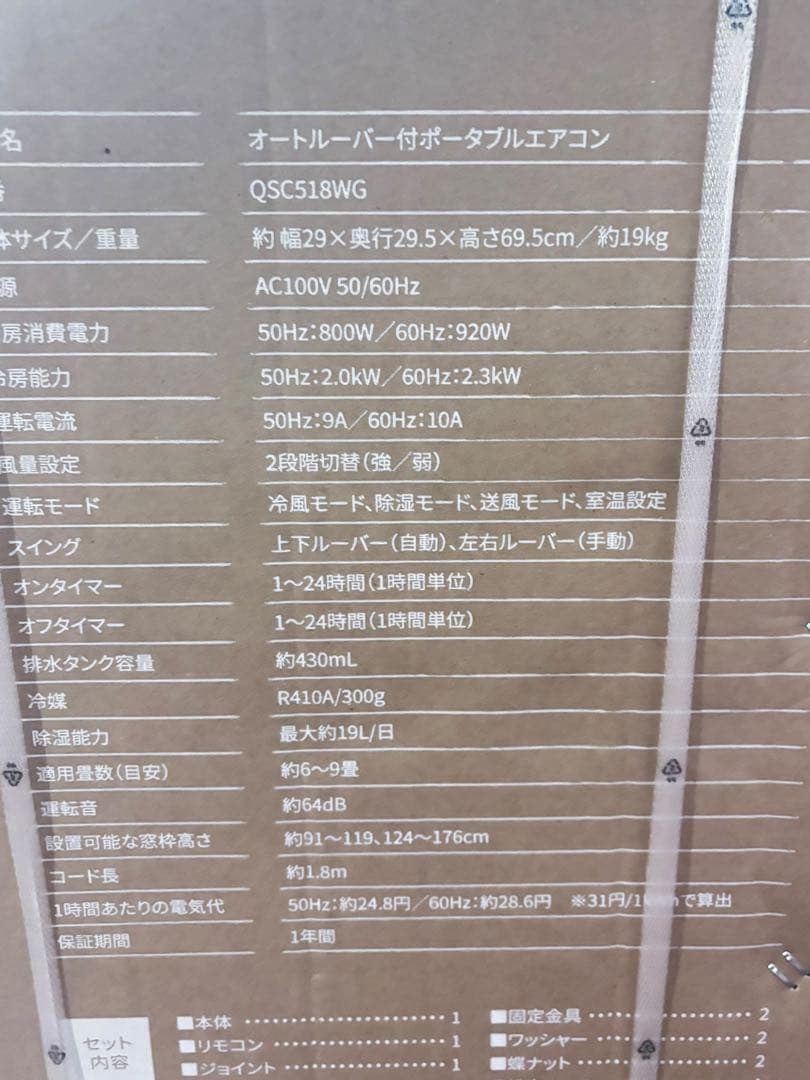 名 オートルーバー付ポータブルエアコン
番 QSC518WG
体サイズ／重量 約 幅29×奥行29.5×高さ69.5cm／約19kg
源 AC100V 50/60Hz
房消費電力 50Hz：800W／60Hz：920W
冷房能力 50Hz：2.0kW／60Hz：2.3kW
運転電流 50Hz：9A／60Hz：10A
風量設定 2段階切替（強／弱）
運転モード 冷風モード、除湿モード、送風モード、室温設定
スイング 上下ルーバー（自動）、左右ルーバー（手動）
オンタイマー 1～24時間（1時間単位）
オフタイマー 1～24時間（1時間単位）
排水タンク容量 約430mL
冷媒 R410A/300g
除湿能力 最大約19L/日
適用畳数（目安） 約6～9畳
運転音 約64dB
設置可能な窓枠高さ 約91～119、124～176cm
コード長 約1.8m
1時間あたりの電気代 50Hz：約24.8円／60Hz：約28.6円 ※31円/1 で算出
保証期間 1年間
セット
内容
■本体 ・・・・・・・・・・・・・・・・・・・・ 1
■リモコン ・・・・・・・・・・・・・・・・・ 1
■ジョイント ・・・・・・・・・・・・・・・ 1
■固定金具 ・・・・・・・・・・・・・・・ 2
■ワッシャー ・・・・・・・・・・・・・ 2
■蝶ナット ・・・・・・・・・・・・・・・ 2